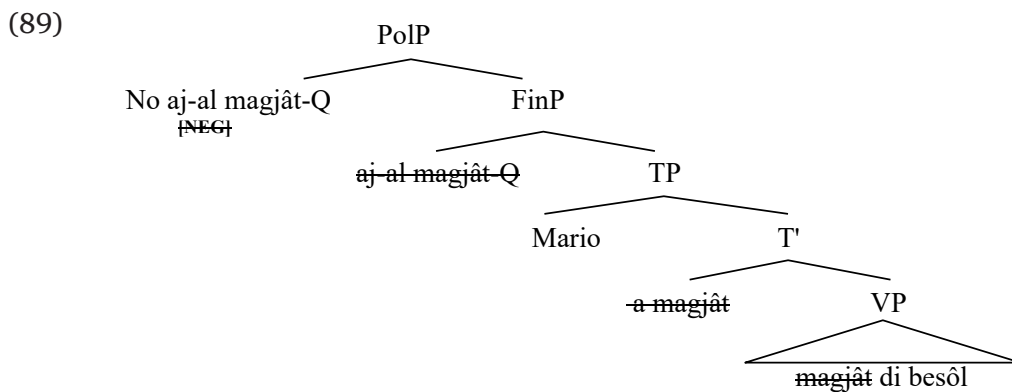 (89)
PolP
No aj-al magjât-Q
FinP
[NEG]
aj-al magjât-Q
TP
Mario
T'
a magjât
VP
magjât di besôl